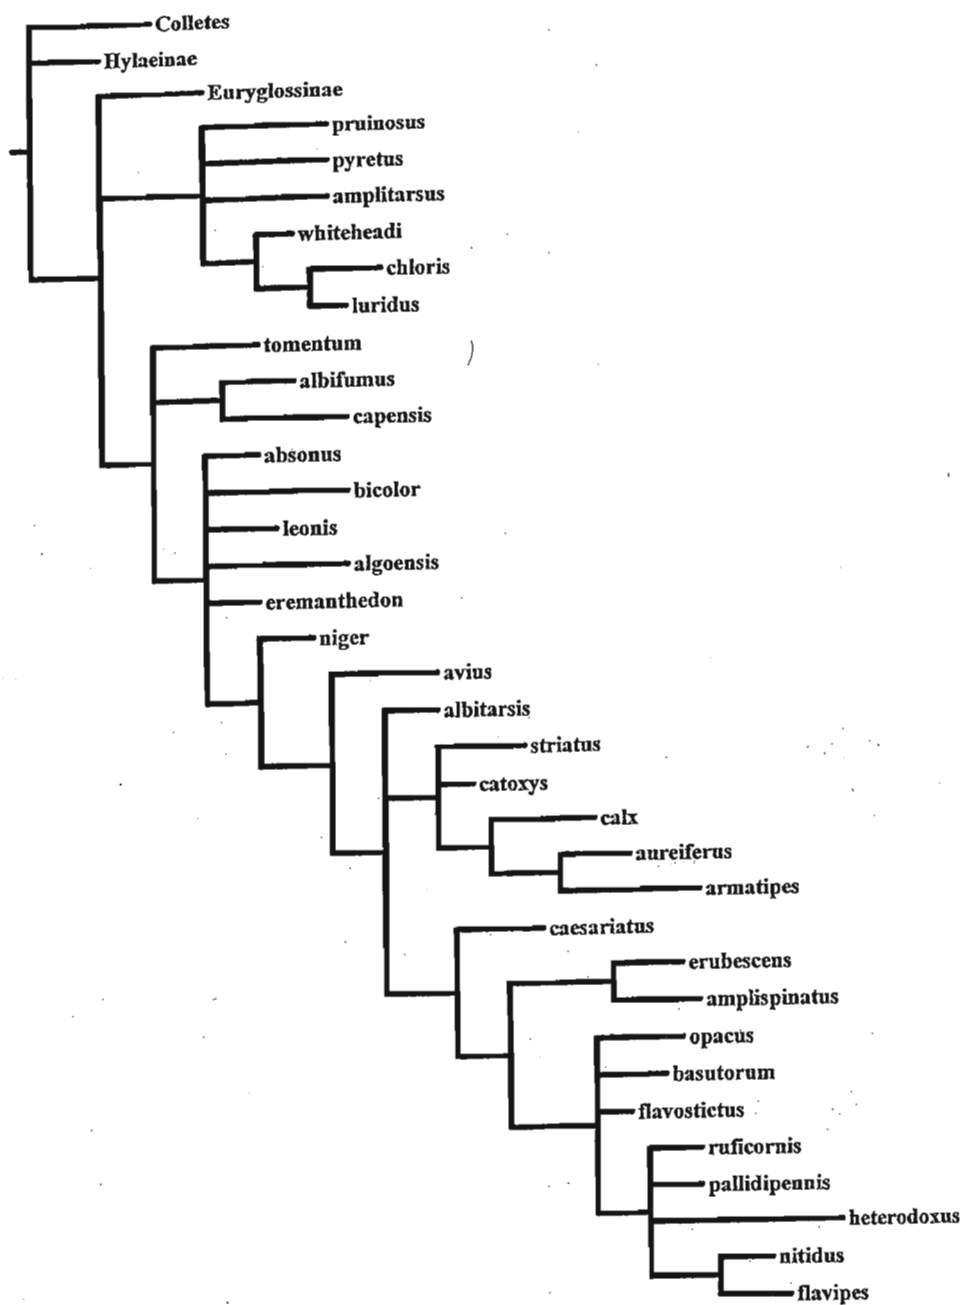 Colletes
Hylaeinae
Euryglossinae
pruinosus
pyretus
amplitarsus
whiteheadi
chloris
luridus
tomentum
albifumus
capensis
absonus
bicolor
leonis
algoensis
eremanthedon
niger
avius
albitarsis
striatus
catoxys
calx
aureiferus
armatipes
caesariatus
erubescens
amplispinatus
opacus
basutorum
flavostictus
ruficornis
pallidipennis
heterodoxus
nitidus
flavipes